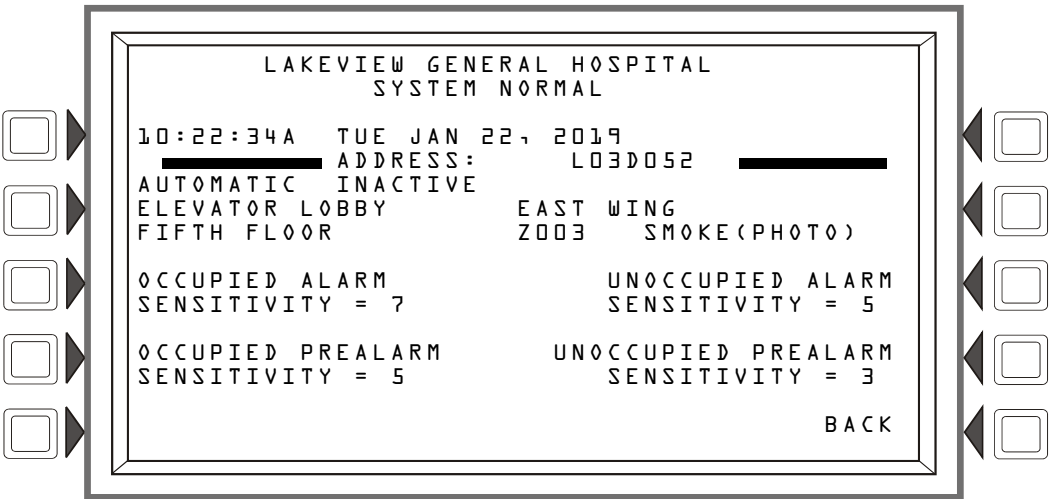 LAKEVIEW GENERAL HOSPITAL
SYSTEM NORMAL
10:22:34A TUE JAN 22, 2019
ADDRESS: L03D052
AUTOMATIC INACTIVE
ELEVATOR LOBBY EAST WING
FIFTH FLOOR Z003 SMOKE(PHOTO)
OCCUPIED ALARM UNOCCUPIED ALARM
SENSITIVITY = 7 SENSITIVITY = 5
OCCUPIED PREALARM UNOCCUPIED PREALARM
SENSITIVITY = 5 SENSITIVITY = 3
BACK